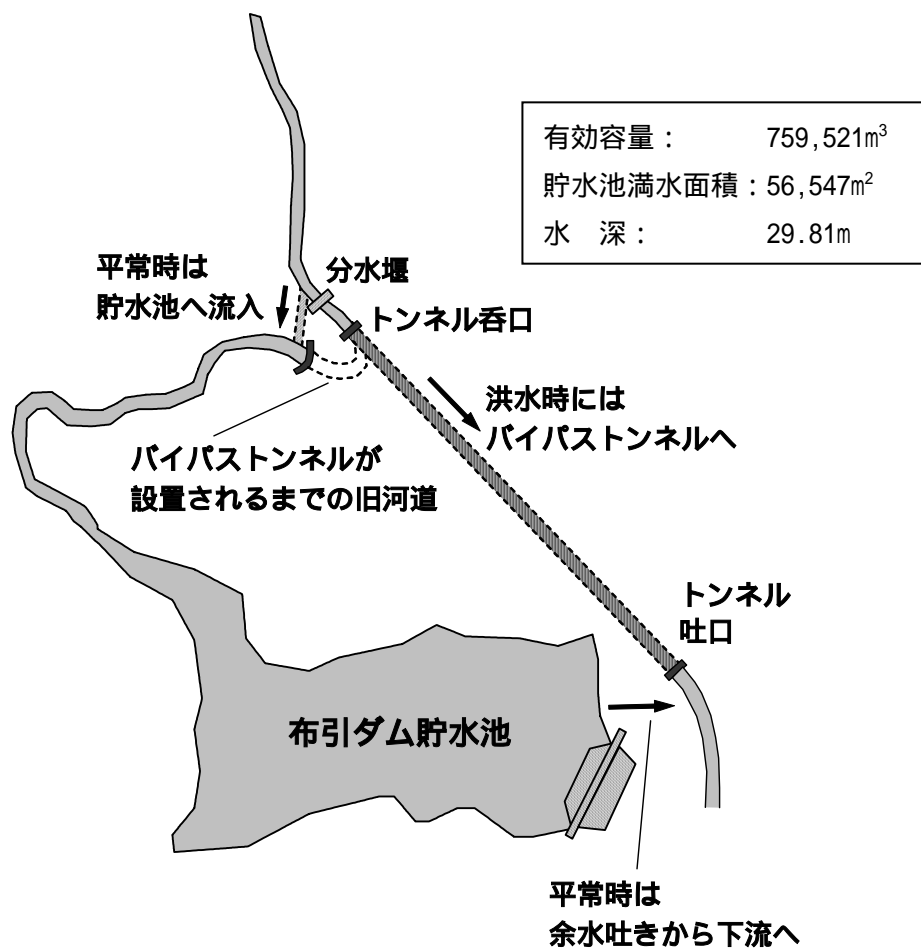 有効容量： 759,521㎥
貯水池満水面積：56,547㎡
水　深： 29.81m
平常時は
貯水池へ流入
分水堰
トンネル呑口
洪水時には
バイパストンネルへ
バイパストンネルが
設置されるまでの旧河道
トンネル
吐口
布引ダム貯水池
平常時は
余水吐きから下流へ